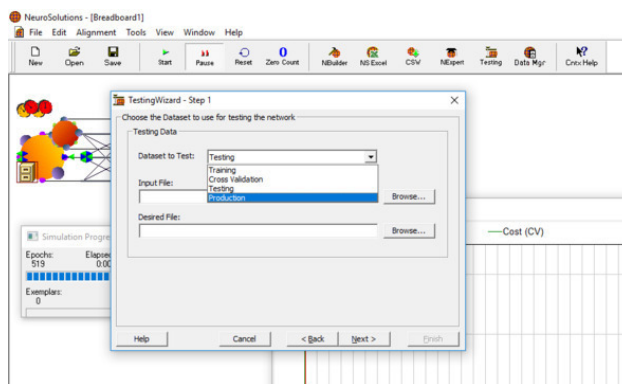 NeuroSolutions - [Breadboard1]
File Edit Alignment Tools View Window Help
New Open Save Start Pause Reset Zero Count NBuilder NS Excel CSV NExpert Testing Data Mgr Cntx Help
TestingWizard - Step 1
Choose the Dataset to use for testing the network
Testing Data
Dataset to Test: Testing
Training
Cross Validation
Testing
Production
Input File:
Browse...
Desired File:
Browse...
Simulation Progre
Epochs: Elapse
519 0:00
Exemplars:
0
Cost (CV)
Help Cancel < Back Next > Finish